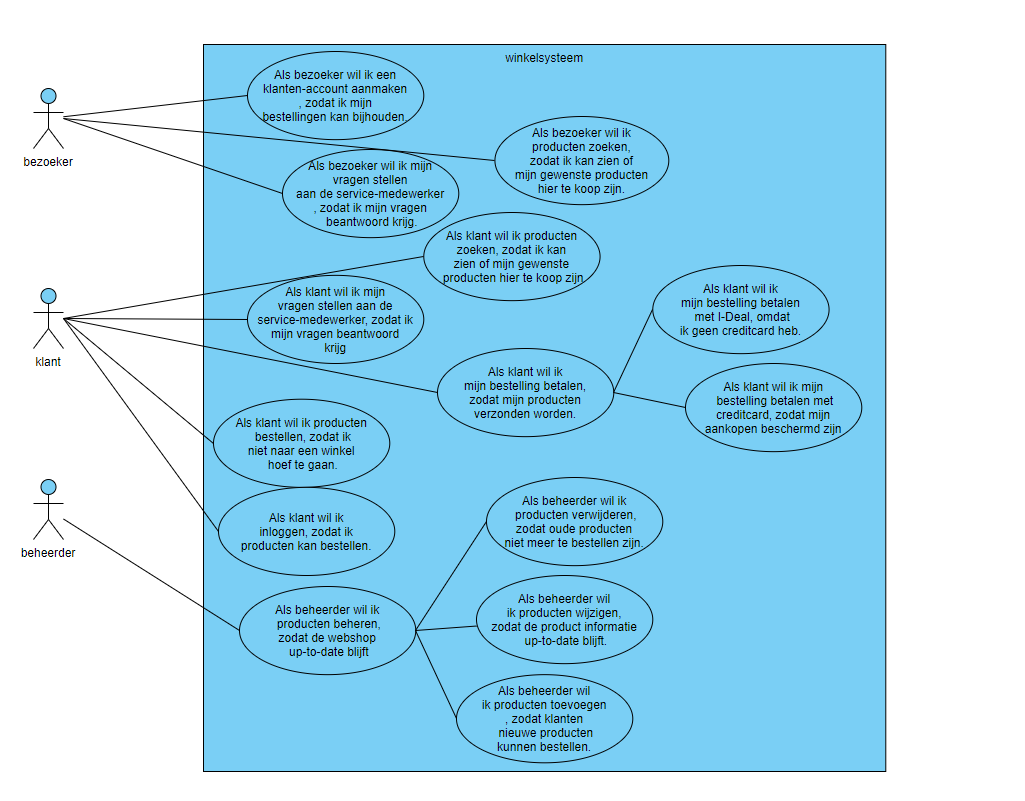 winkelsysteem
Als bezoeker wil ik een
klanten-account aanmaken
, zodat ik mijn
bestellingen kan bijhouden.
bezoeker
Als bezoeker wil ik
producten zoeken,
zodat ik kan zien of
mijn gewenste producten
hier te koop zijn.
Als bezoeker wil ik mijn
vragen stellen
aan de service-medewerker
, zodat ik mijn vragen
beantwoord krijg.
Als klant wil ik producten
zoeken, zodat ik kan
zien of mijn gewenste
producten hier te koop zijn
Als klant wil ik mijn
vragen stellen aan de
service-medewerker, zodat ik
mijn vragen beantwoord
krijg
klant
Als klant wil ik
mijn bestelling betalen
met I-Deal, omdat
ik geen creditcard heb.
Als klant wil ik
mijn bestelling betalen,
zodat mijn producten
verzonden worden.
Als klant wil ik mijn
bestelling betalen met
creditcard, zodat mijn
aankopen beschermd zijn
Als klant wil ik producten
bestellen, zodat ik
niet naar een winkel
hoef te gaan.
Als klant wil ik
inloggen, zodat ik
producten kan bestellen.
beheerder
Als beheerder wil ik
producten verwijderen,
zodat oude producten
niet meer te bestellen zijn.
Als beheerder wil ik
producten beheren,
zodat de webshop
up-to-date blijft
Als beheerder wil
ik producten wijzigen,
zodat de product informatie
up-to-date blijft.
Als beheerder wil
ik producten toevoegen
, zodat klanten
nieuwe producten
kunnen bestellen.